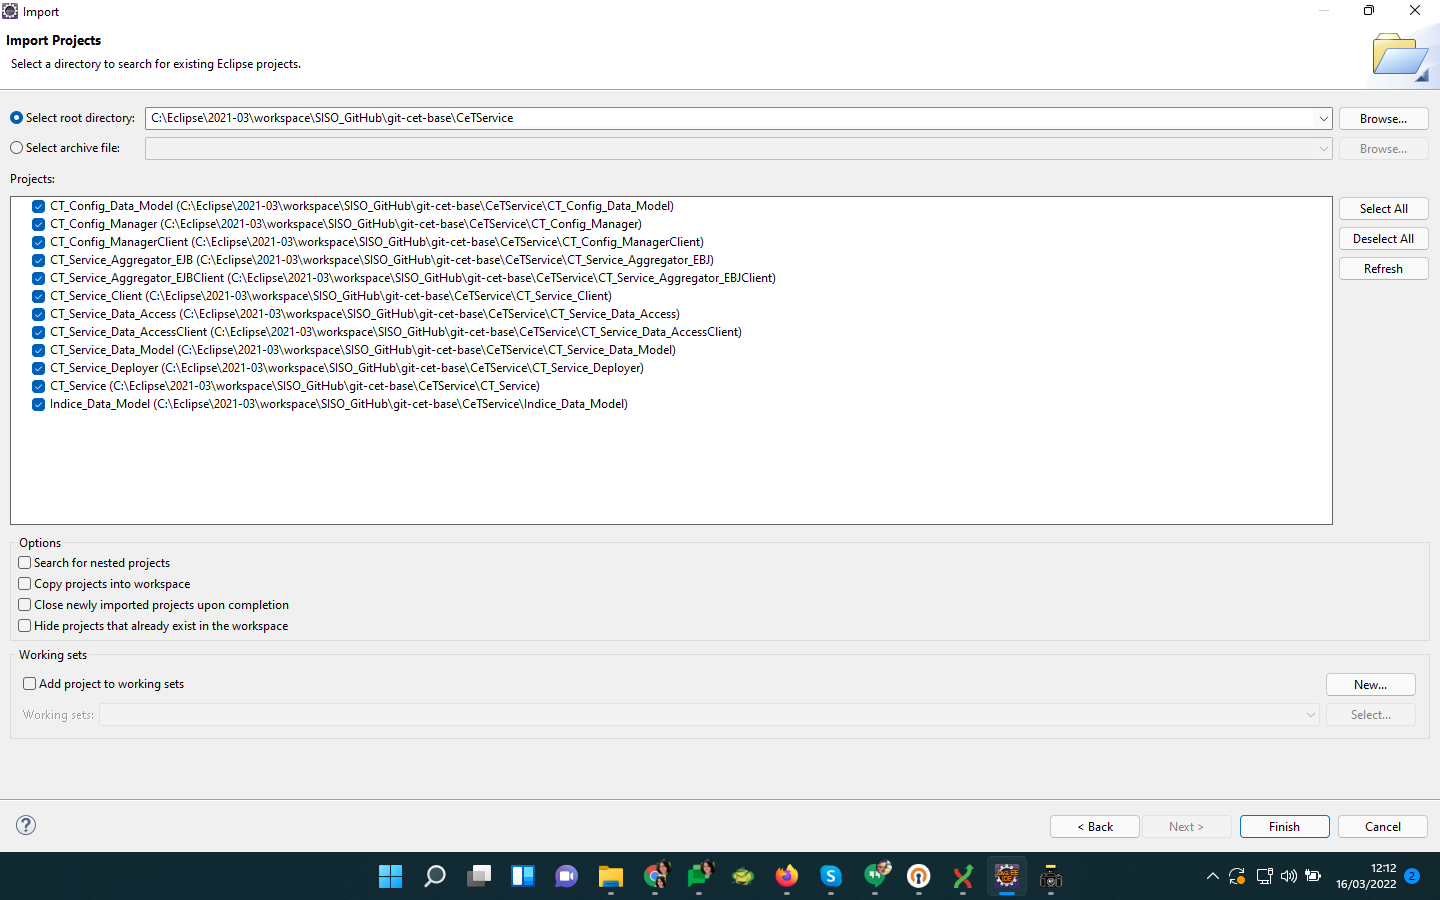 Import
Import Projects
Select a directory to search for existing Eclipse projects.
Select root directory: C:\Eclipse\2021-03\workspace\SISO_GitHub\git-cet-base\CeTService Browse...
Select archive file: Browse...
Projects:
CT_Config_Data_Model (C:\Eclipse\2021-03\workspace\SISO_GitHub\git-cet-base\CeTService\CT_Config_Data_Model)
CT_Config_Manager (C:\Eclipse\2021-03\workspace\SISO_GitHub\git-cet-base\CeTService\CT_Config_Manager)
CT_Config_ManagerClient (C:\Eclipse\2021-03\workspace\SISO_GitHub\git-cet-base\CeTService\CT_Config_ManagerClient)
CT_Service_Aggregator_EJB (C:\Eclipse\2021-03\workspace\SISO_GitHub\git-cet-base\CeTService\CT_Service_Aggregator_EBJ)
CT_Service_Aggregator_EJBClient (C:\Eclipse\2021-03\workspace\SISO_GitHub\git-cet-base\CeTService\CT_Service_Aggregator_EBJClient)
CT_Service_Client (C:\Eclipse\2021-03\workspace\SISO_GitHub\git-cet-base\CeTService\CT_Service_Client)
CT_Service_Data_Access (C:\Eclipse\2021-03\workspace\SISO_GitHub\git-cet-base\CeTService\CT_Service_Data_Access)
CT_Service_Data_AccessClient (C:\Eclipse\2021-03\workspace\SISO_GitHub\git-cet-base\CeTService\CT_Service_Data_AccessClient)
CT_Service_Data_Model (C:\Eclipse\2021-03\workspace\SISO_GitHub\git-cet-base\CeTService\CT_Service_Data_Model)
CT_Service_Deployer (C:\Eclipse\2021-03\workspace\SISO_GitHub\git-cet-base\CeTService\CT_Service_Deployer)
CT_Service (C:\Eclipse\2021-03\workspace\SISO_GitHub\git-cet-base\CeTService\CT_Service)
Indice_Data_Model (C:\Eclipse\2021-03\workspace\SISO_GitHub\git-cet-base\CeTService\Indice_Data_Model)
Select All
Deselect All
Refresh
Options
Search for nested projects
Copy projects into workspace
Close newly imported projects upon completion
Hide projects that already exist in the workspace
Working sets
Add project to working sets New...
Working sets: Select...
? < Back Next > Finish Cancel
12:12
16/03/2022 2